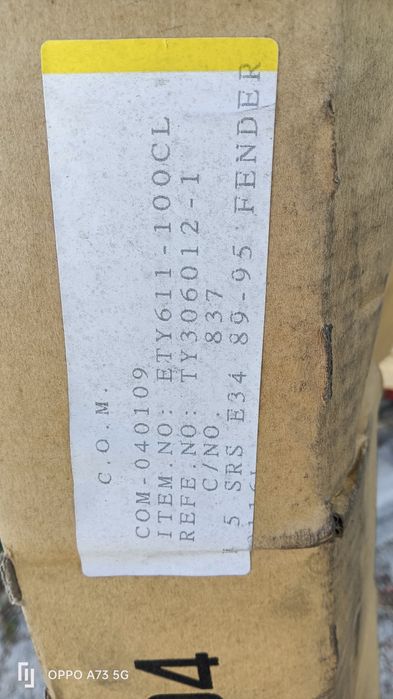 C.O.M.
COM-040109
ITEM.NO: ETY611-100CL
REFE.NO: TY306012-1
C/NO. 837
5 SRS E34 89-95 FENDER
04
OPPO A73 5G